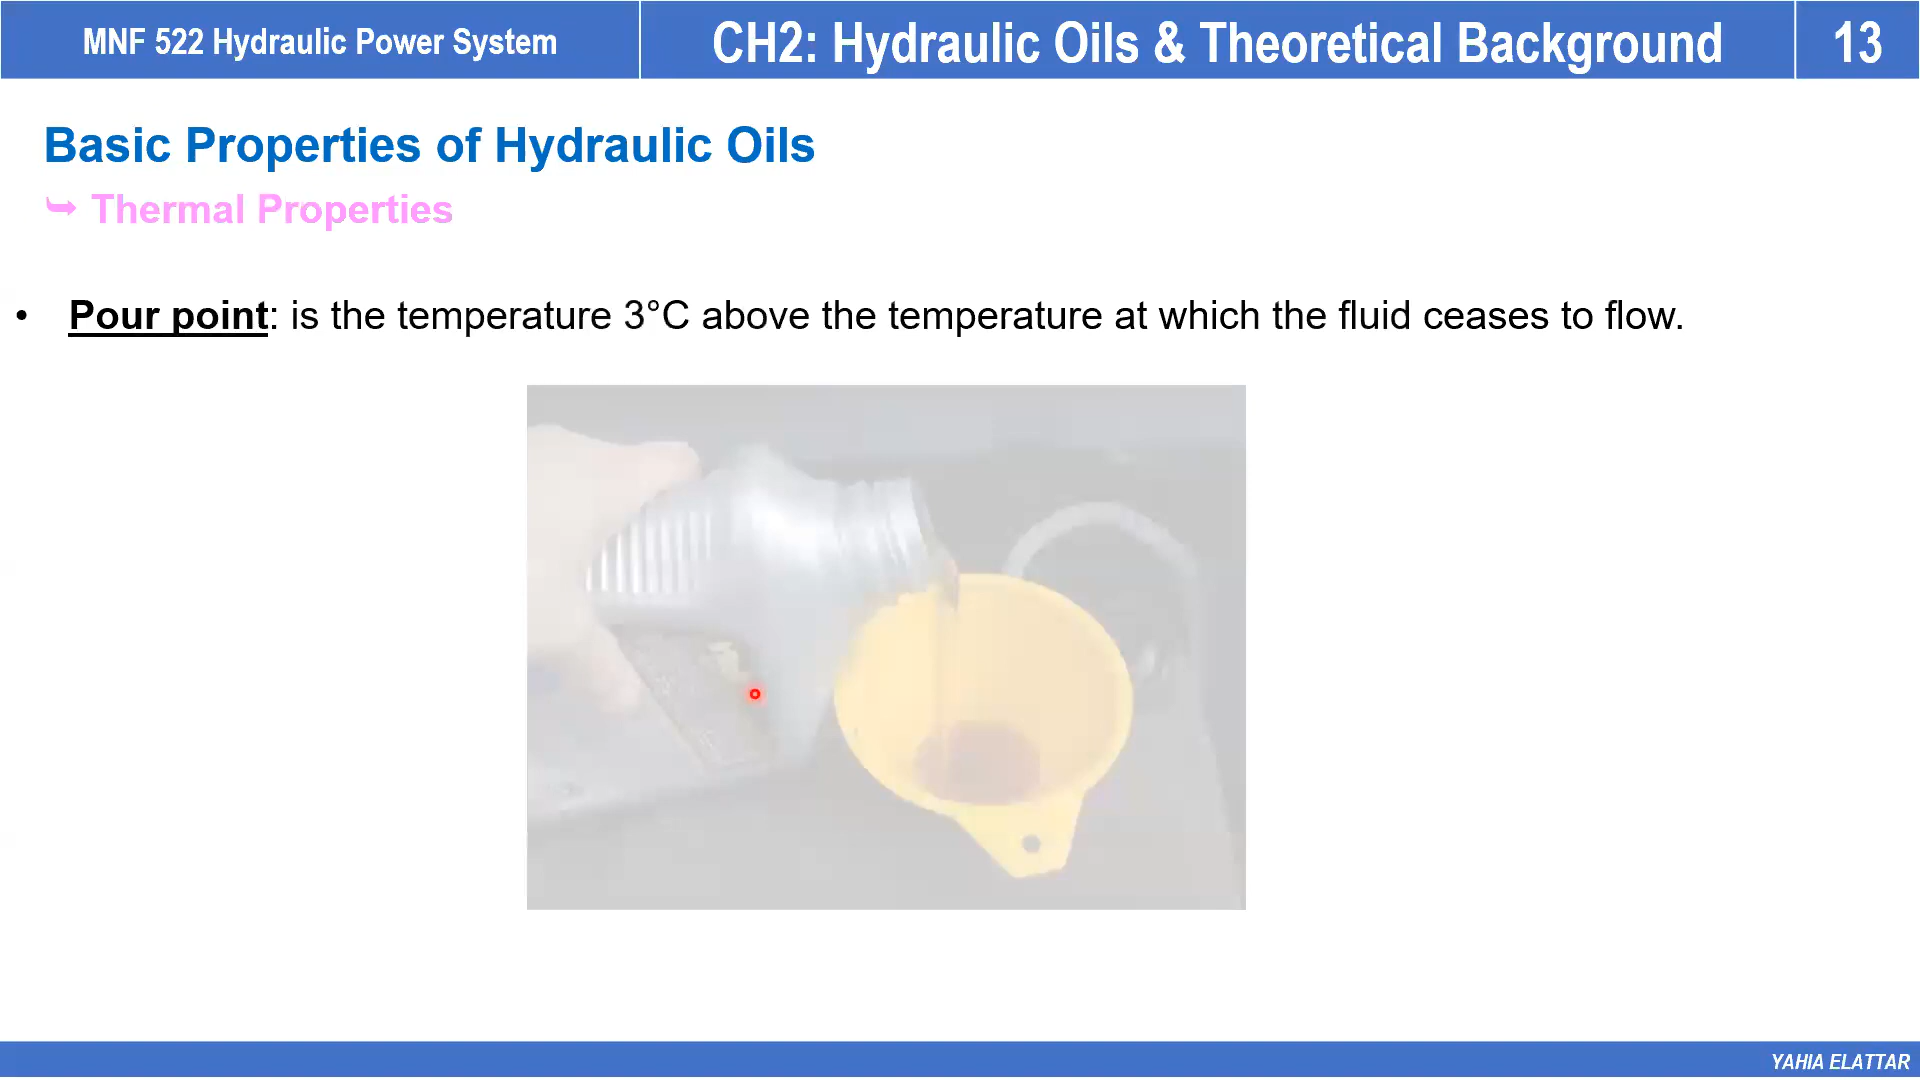 MNF 522 Hydraulic Power System
CH2: Hydraulic Oils & Theoretical Background
13
Basic Properties of Hydraulic Oils
➥ Thermal Properties
• Pour point: is the temperature 3°C above the temperature at which the fluid ceases to flow.
YAHIA ELATTAR